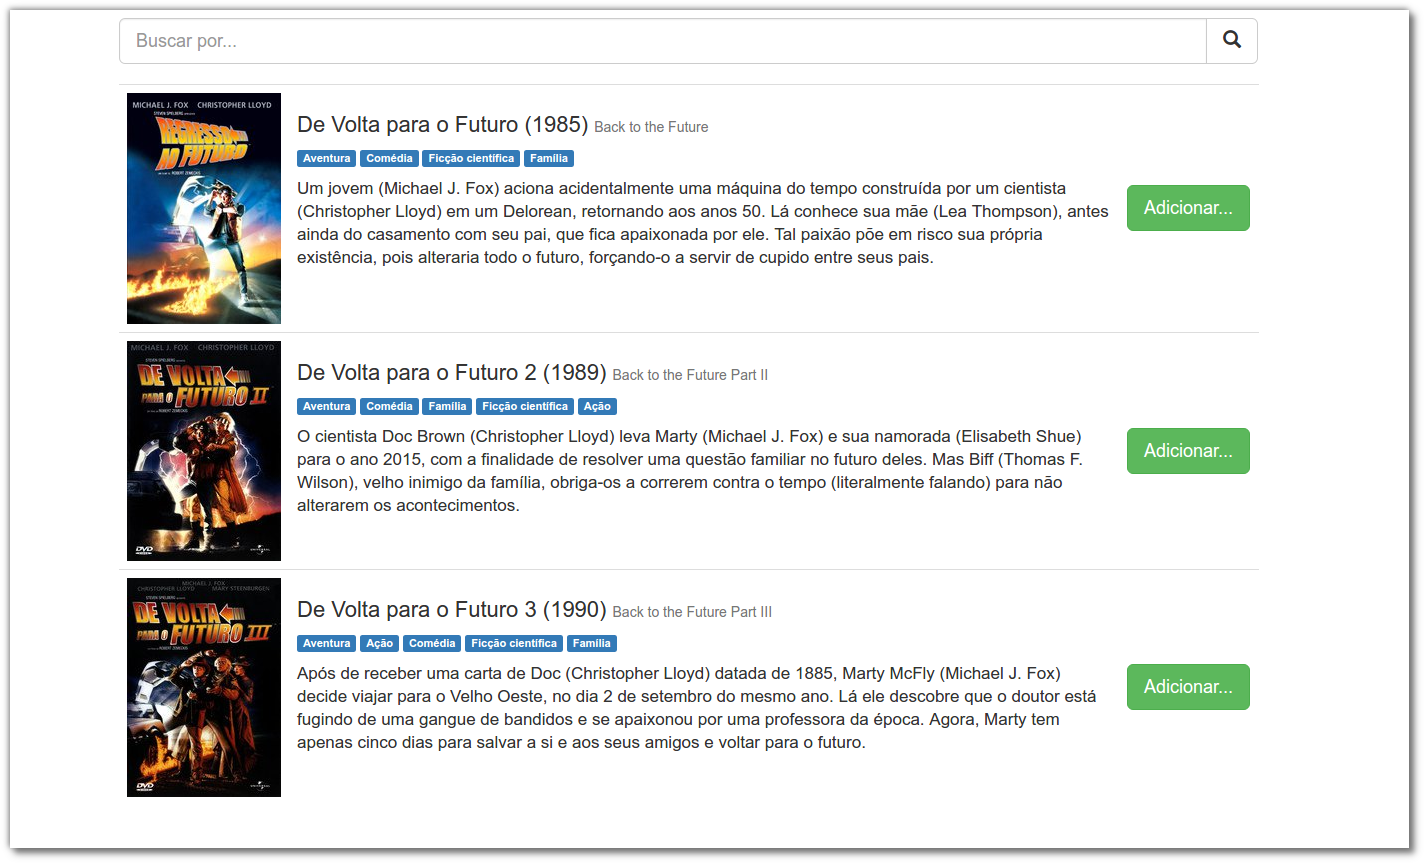 Buscar por...
MICHAEL J. FOX CHRISTOPHER LLOYD
REGRESSO
AO FUTURO
De Volta para o Futuro (1985) Back to the Future
Aventura Comédia Ficção científica Família
Um jovem (Michael J. Fox) aciona acidentalmente uma máquina do tempo construída por um cientista
(Christopher Lloyd) em um Delorean, retornando aos anos 50. Lá conhece sua mãe (Lea Thompson), antes
ainda do casamento com seu pai, que fica apaixonada por ele. Tal paixão põe em risco sua própria
existência, pois alteraria todo o futuro, forçando-o a servir de cupido entre seus pais.
Adicionar...
MICHAEL J. FOX CHRISTOPHER LLOYD
DE VOLTA
PARA O FUTURO II
DVD
De Volta para o Futuro 2 (1989) Back to the Future Part II
Aventura Comédia Família Ficção científica Ação
O cientista Doc Brown (Christopher Lloyd) leva Marty (Michael J. Fox) e sua namorada (Elisabeth Shue)
para o ano 2015, com a finalidade de resolver uma questão familiar no futuro deles. Mas Biff (Thomas F.
Wilson), velho inimigo da família, obriga-os a correrem contra o tempo (literalmente falando) para não
alterarem os acontecimentos.
Adicionar...
MICHAEL J. FOX
CHRISTOPHER LLOYD MARY STEENBURGEN
DE VOLTA
PARA O FUTURO III
DVD
De Volta para o Futuro 3 (1990) Back to the Future Part III
Aventura Ação Comédia Ficção científica Família
Após de receber uma carta de Doc (Christopher Lloyd) datada de 1885, Marty McFly (Michael J. Fox)
decide viajar para o Velho Oeste, no dia 2 de setembro do mesmo ano. Lá ele descobre que o doutor está
fugindo de uma gangue de bandidos e se apaixonou por uma professora da época. Agora, Marty tem
apenas cinco dias para salvar a si e aos seus amigos e voltar para o futuro.
Adicionar...